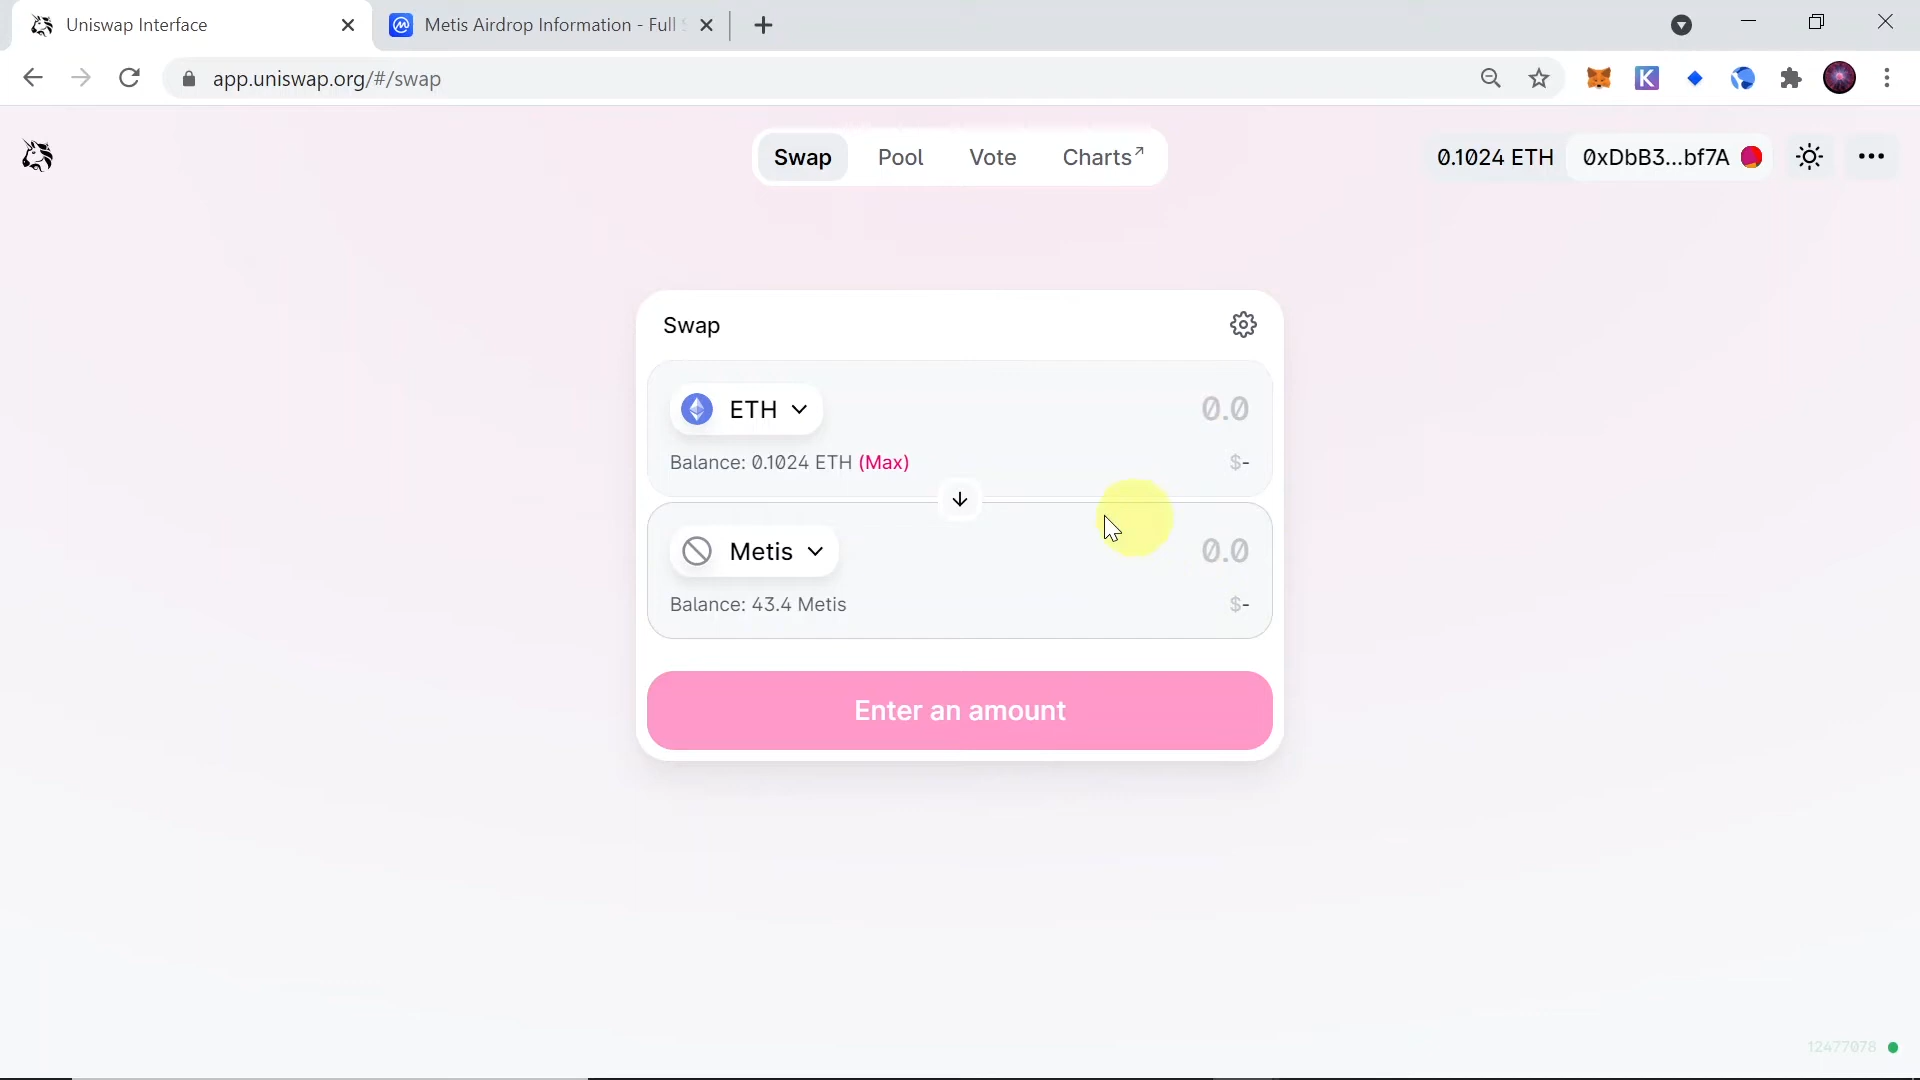 Uniswap Interface
Metis Airdrop Information - Full
app.uniswap.org/#/swap
Swap Pool Vote Charts↗ 0.1024 ETH 0xDbB3...bf7A
Swap
ETH 0.0
Balance: 0.1024 ETH (Max) $-
Metis 0.0
Balance: 43.4 Metis $-
Enter an amount
12477078